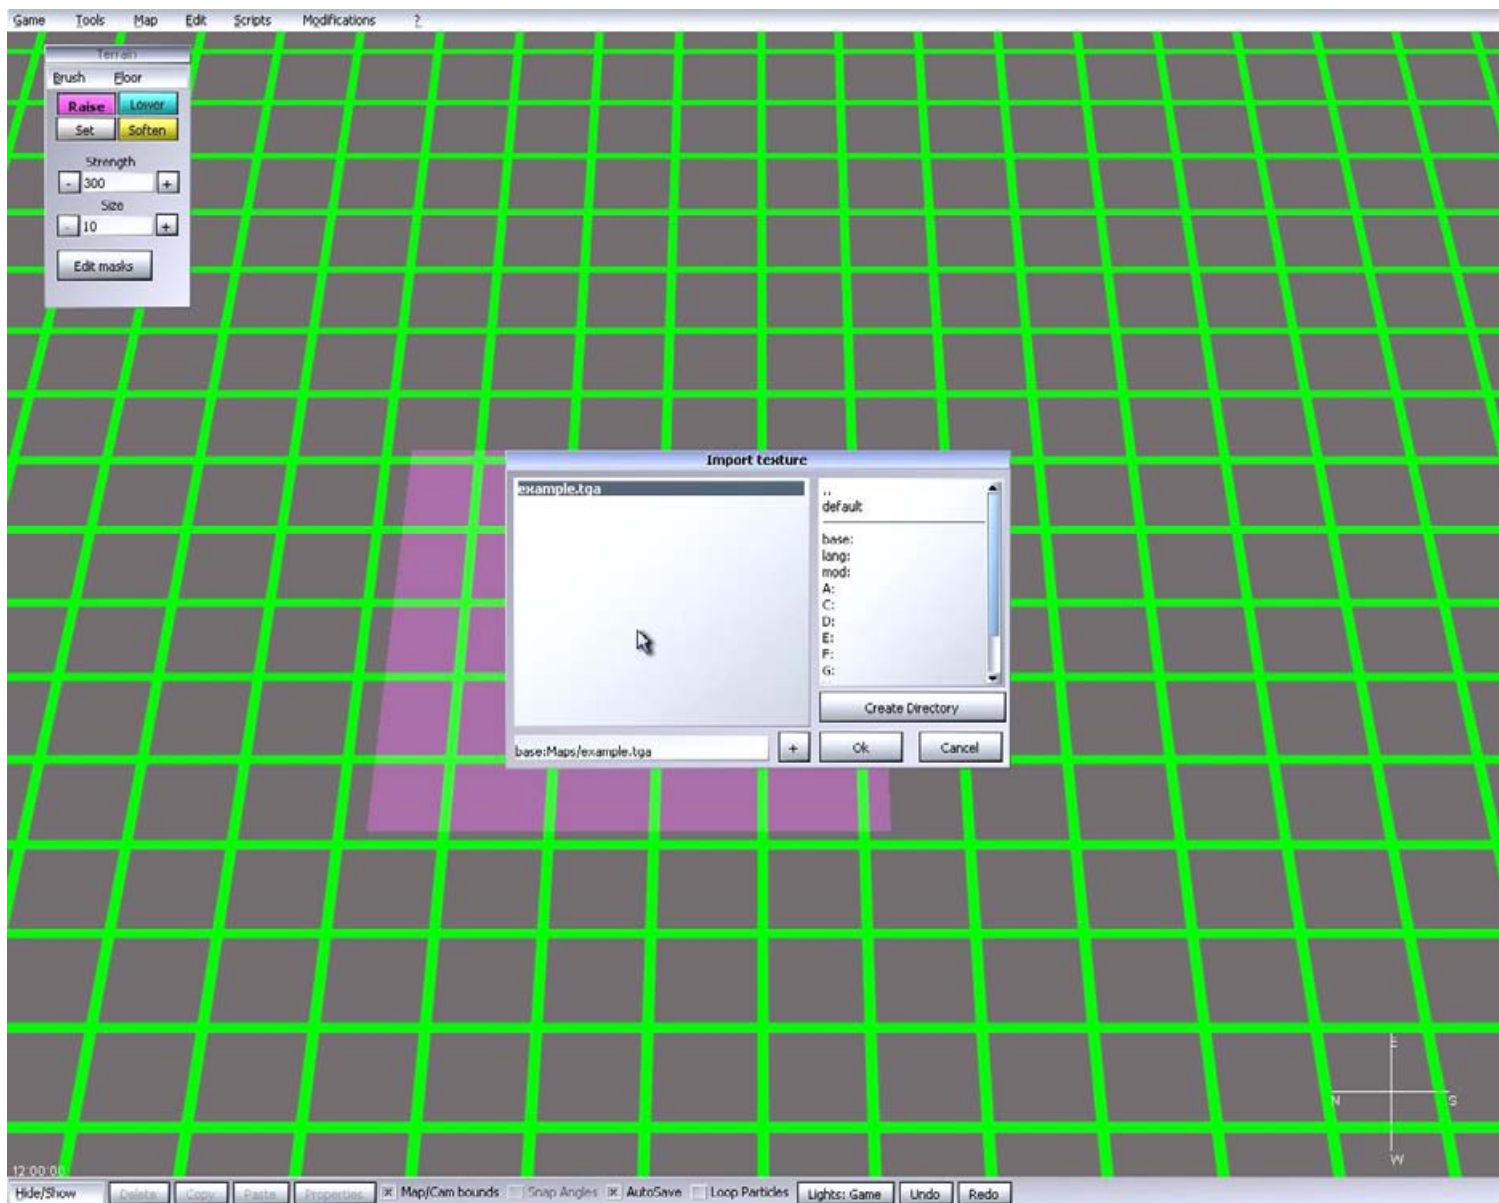 Game Tools Map Edit Scripts Modifications ?
Terrain
Brush Floor
Raise Lower
Set Soften
Strength
- 300 +
Size
- 10 +
Edit masks
Import texture
example.tga
..
default
base:
lang:
mod:
A:
C:
D:
E:
F:
G:
Create Directory
base:Maps/example.tga + Ok Cancel
E
N S
W
12:00:00
Hide/Show Delete Copy Paste Properties Map/Cam bounds Snap Angles AutoSave Loop Particles Lights: Game Undo Redo